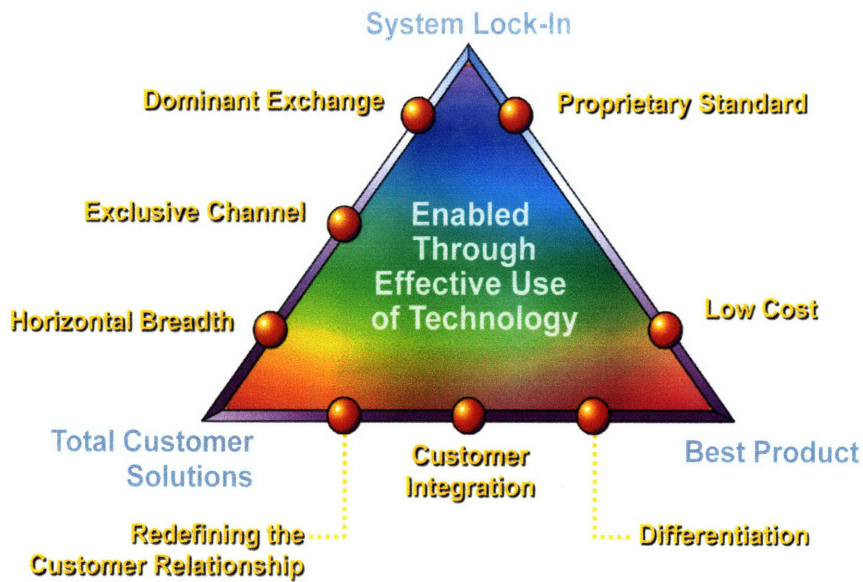 System Lock-In
Dominant Exchange
Proprietary Standard
Exclusive Channel
Enabled
Through
Effective Use
of Technology
Horizontal Breadth
Low Cost
Total Customer
Solutions
Customer
Integration
Best Product
Redefining the
Customer Relationship
Differentiation